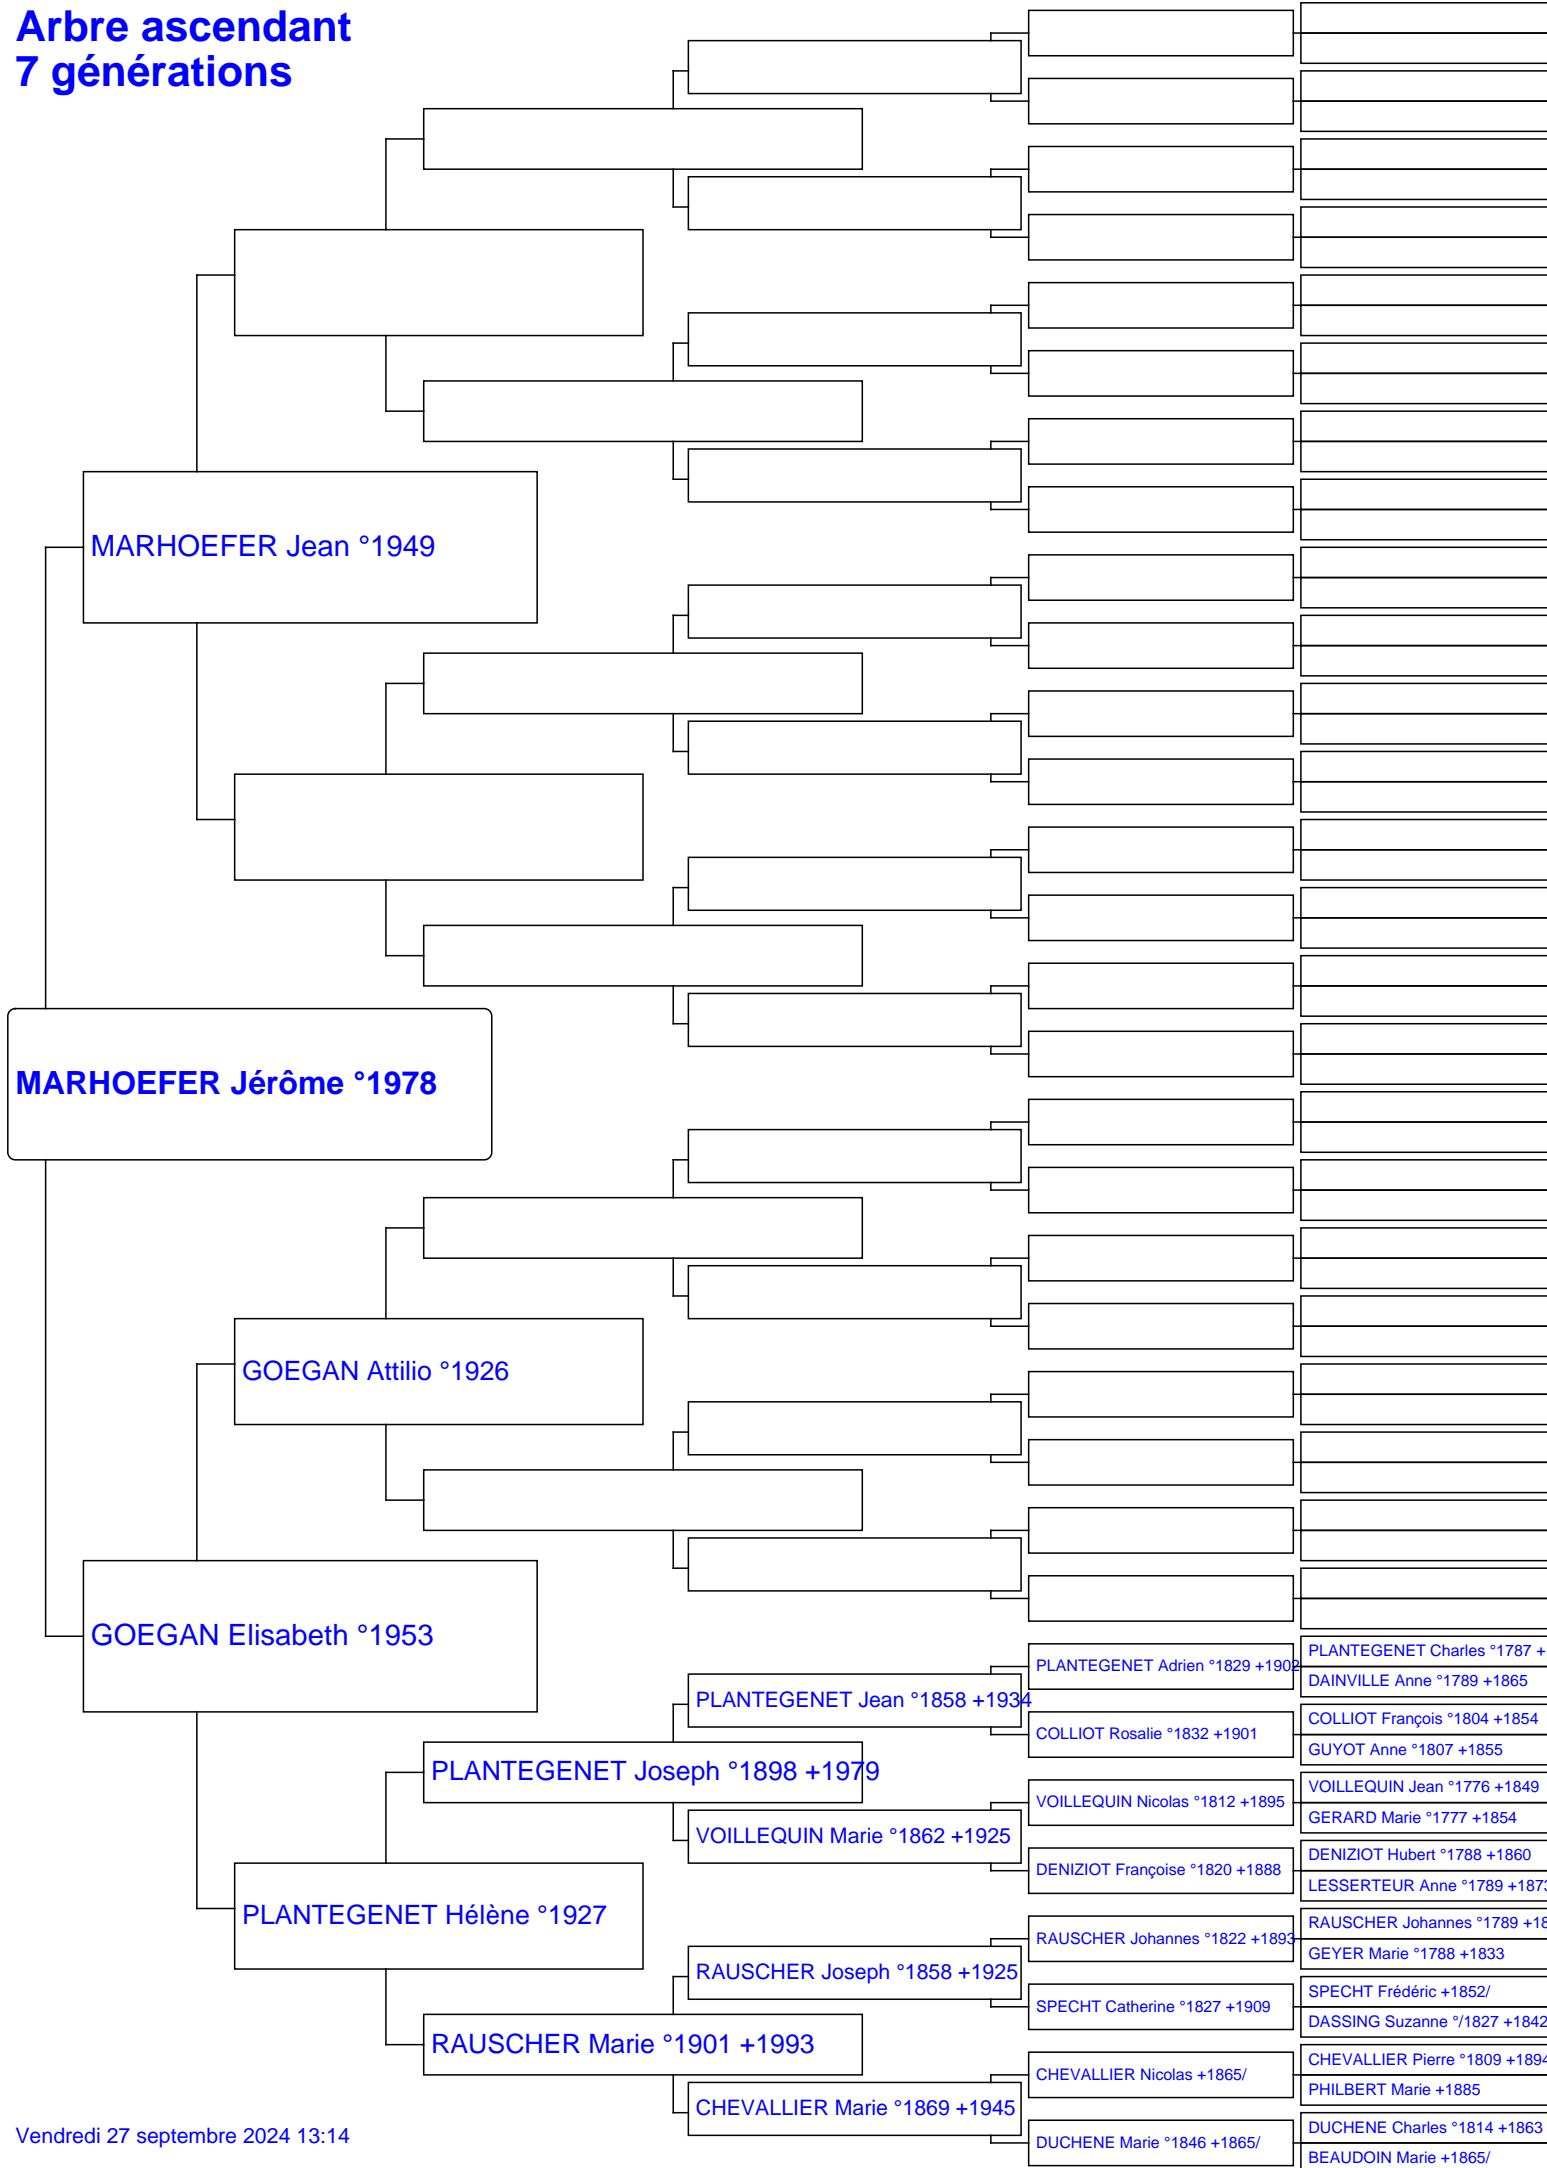 Arbre ascendant
7 générations
MARHOEFER Jean °1949
MARHOEFER Jérôme °1978
GOEGAN Attilio °1926
GOEGAN Elisabeth °1953
PLANTEGENET Charles °1787 +
PLANTEGENET Adrien °1829 +1902
DAINVILLE Anne °1789 +1865
PLANTEGENET Jean °1858 +1934
COLLIOT François °1804 +1854
COLLIOT Rosalie °1832 +1901
GUYOT Anne °1807 +1855
PLANTEGENET Joseph °1898 +1979
VOILLEQUIN Jean °1776 +1849
VOILLEQUIN Nicolas °1812 +1895
GERARD Marie °1777 +1854
VOILLEQUIN Marie °1862 +1925
DENIZIOT Hubert °1788 +1860
DENIZIOT Françoise °1820 +1888
LESSERTEUR Anne °1789 +1873
PLANTEGENET Hélène °1927
RAUSCHER Johannes °1789 +18
RAUSCHER Johannes °1822 +1893
GEYER Marie °1788 +1833
RAUSCHER Joseph °1858 +1925
SPECHT Frédéric +1852/
SPECHT Catherine °1827 +1909
DASSING Suzanne °/1827 +1842
RAUSCHER Marie °1901 +1993
CHEVALLIER Pierre °1809 +1894
CHEVALLIER Nicolas +1865/
PHILBERT Marie +1885
CHEVALLIER Marie °1869 +1945
DUCHENE Charles °1814 +1863
DUCHENE Marie °1846 +1865/
BEAUDOIN Marie +1865/
Vendredi 27 septembre 2024 13:14